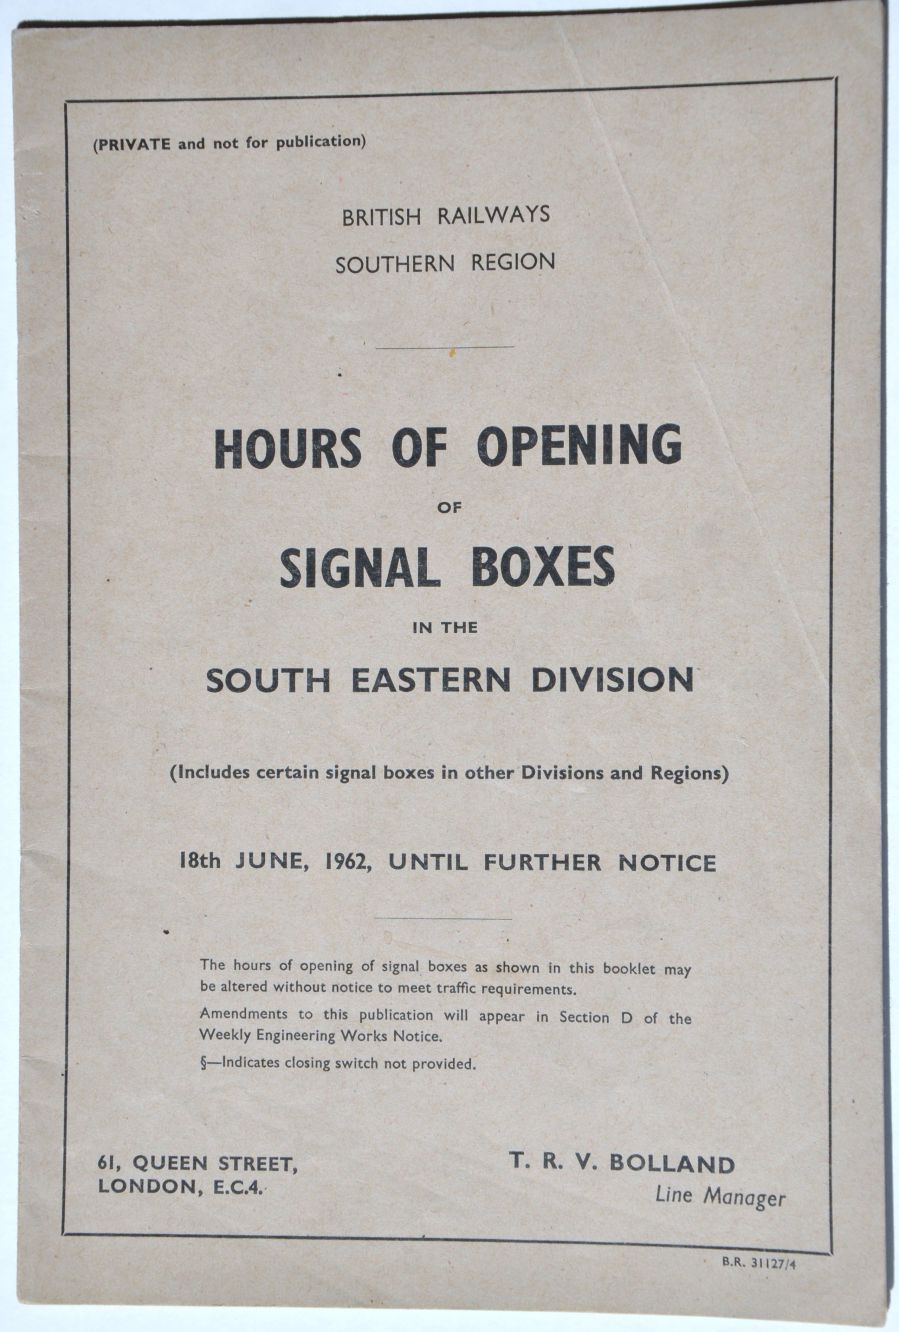 (PRIVATE and not for publication)
BRITISH RAILWAYS
SOUTHERN REGION
HOURS OF OPENING
OF
SIGNAL BOXES
IN THE
SOUTH EASTERN DIVISION
(Includes certain signal boxes in other Divisions and Regions)
18th JUNE, 1962, UNTIL FURTHER NOTICE
The hours of opening of signal boxes as shown in this booklet may
be altered without notice to meet traffic requirements.
Amendments to this publication will appear in Section D of the
Weekly Engineering Works Notice.
§—Indicates closing switch not provided.
61, QUEEN STREET,
LONDON, E.C.4.
T. R. V. BOLLAND
Line Manager
B.R. 31127/4